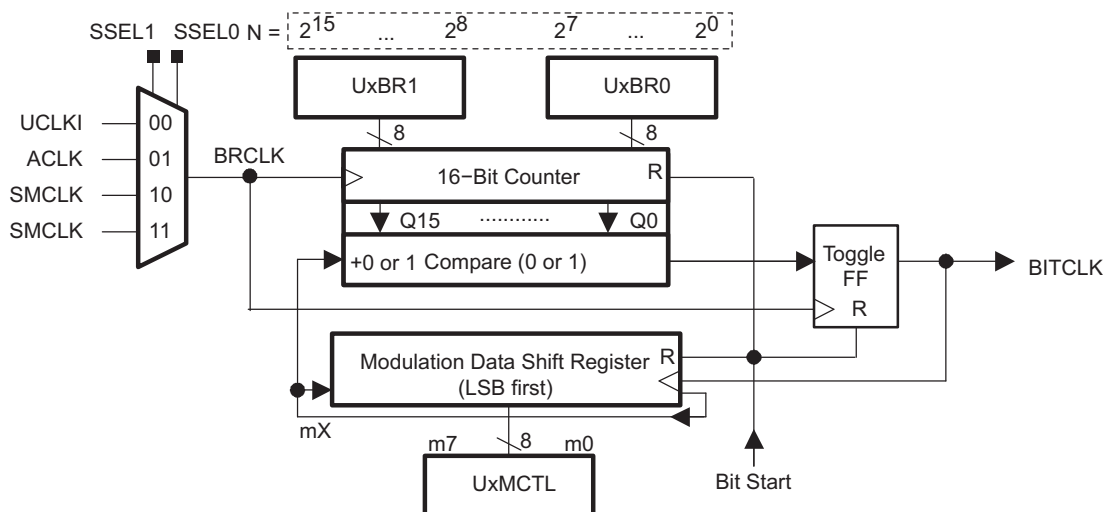 SSEL1 SSEL0 N = 2^15 ... 2^8 2^7 ... 2^0
UxBR1
UxBR0
8
8
UCLKI
00
ACLK
01
SMCLK
10
SMCLK
11
BRCLK
16−Bit Counter
R
Q15 ............ Q0
+0 or 1 Compare (0 or 1)
Toggle
FF
R
BITCLK
Modulation Data Shift Register
(LSB first)
R
mX
m7
8
m0
UxMCTL
Bit Start